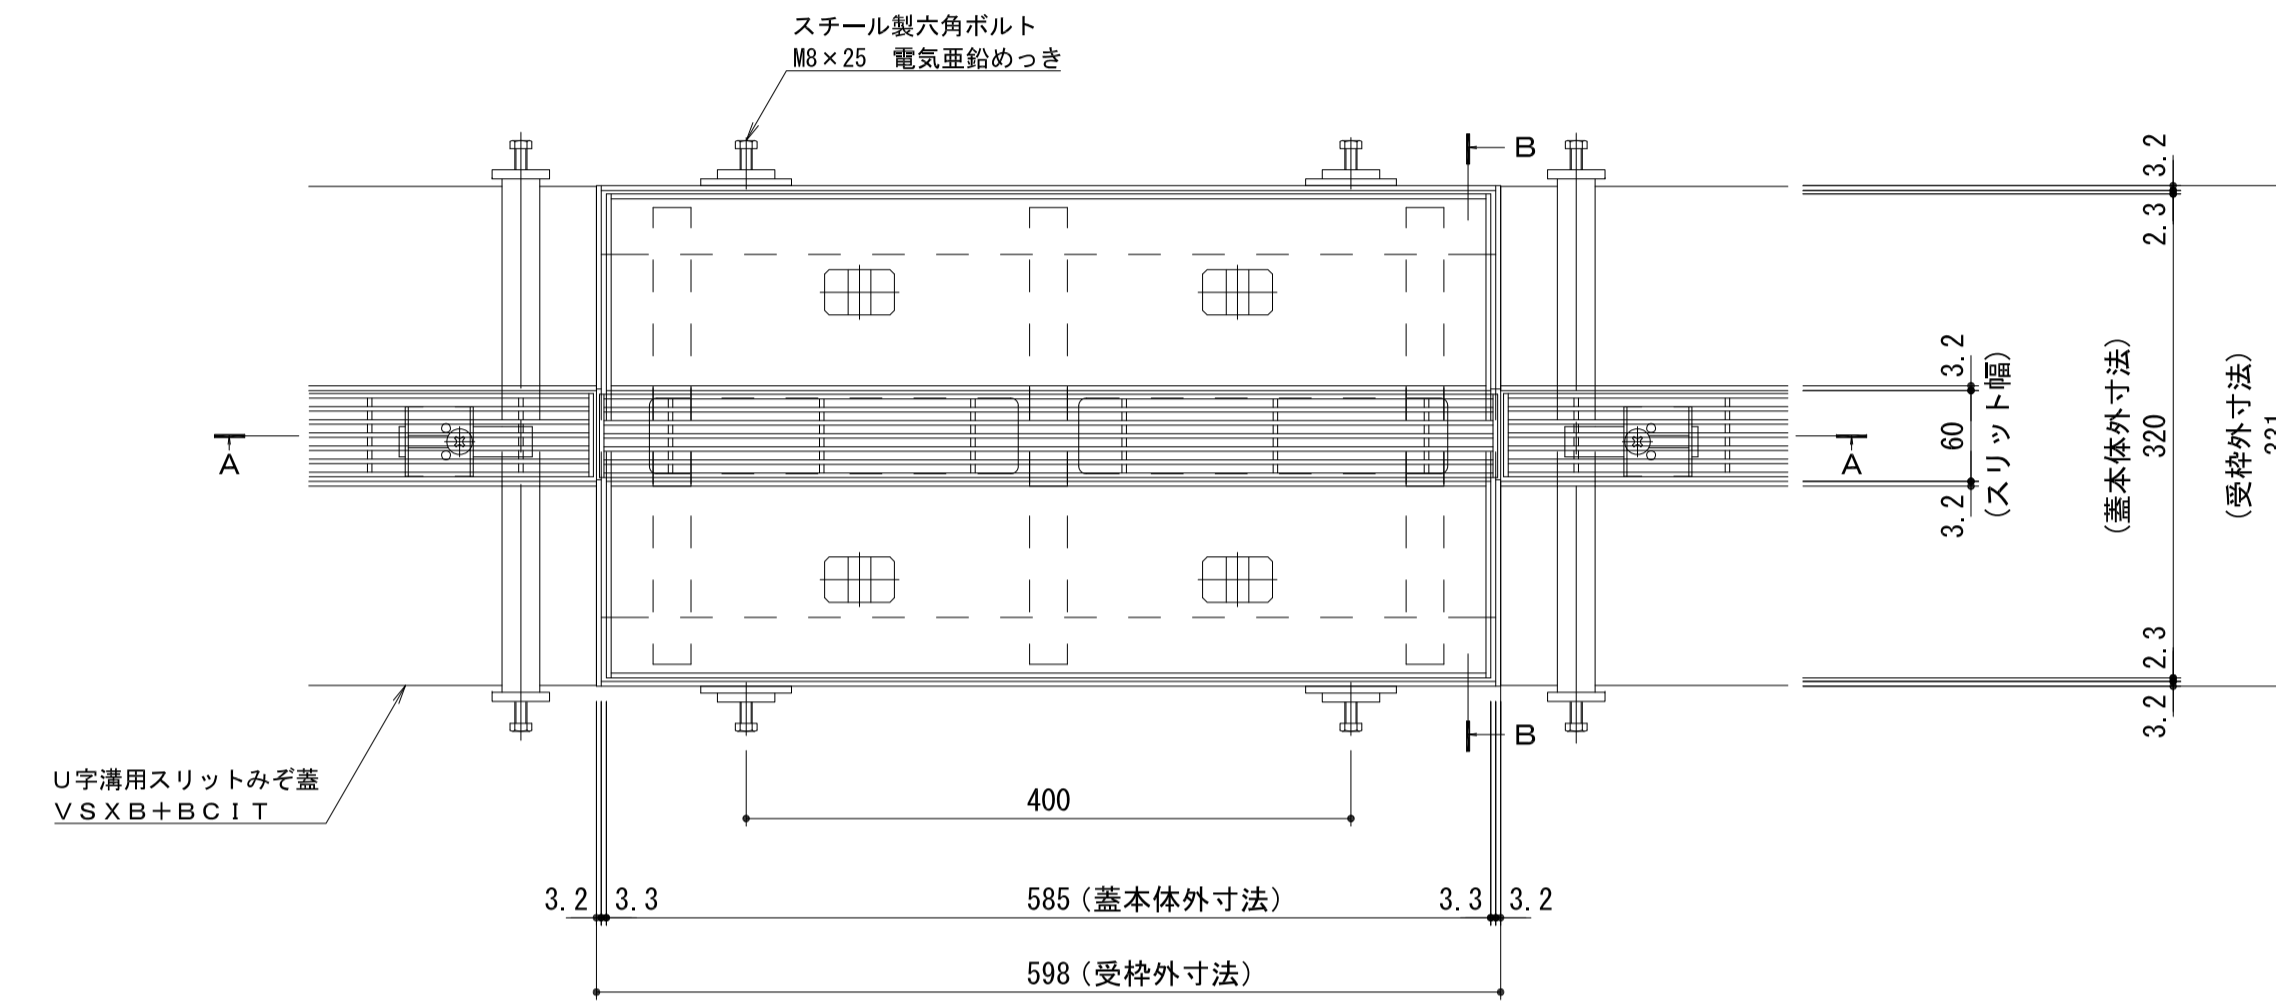 スチール製六角ボルト
M8×25　電気亜鉛めっき
B
3.2
2.3
3.2
60
3.2
(スリット幅)
(蓋本体外寸法)
320
(受枠外寸法)
A
A
2.3
3.2
B
U字溝用スリットみぞ蓋
VSXB+BCIT
400
3.2
3.3
585(蓋本体外寸法)
3.3
3.2
598(受枠外寸法)